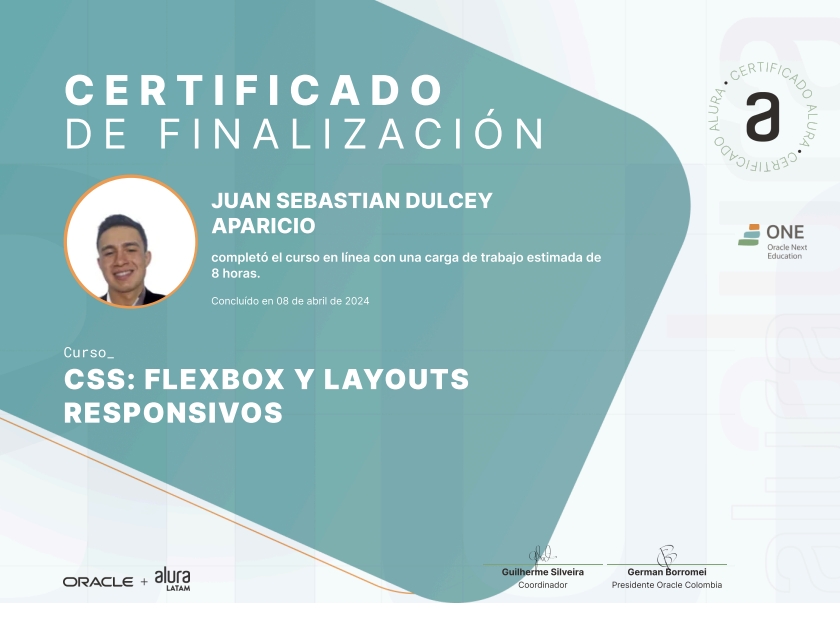 CERTIFICADO
DE FINALIZACIÓN
JUAN SEBASTIAN DULCEY
APARICIO
completó el curso en línea con una carga de trabajo estimada de
8 horas.
Concluído en 08 de abril de 2024
Curso_
CSS: FLEXBOX Y LAYOUTS
RESPONSIVOS
CERTIFICADO ALURA • CERTIFICADO ALURA •
a
ONE
Oracle Next
Education
ORACLE + alura
LATAM
Guilherme Silveira
Coordinador
German Borromei
Presidente Oracle Colombia